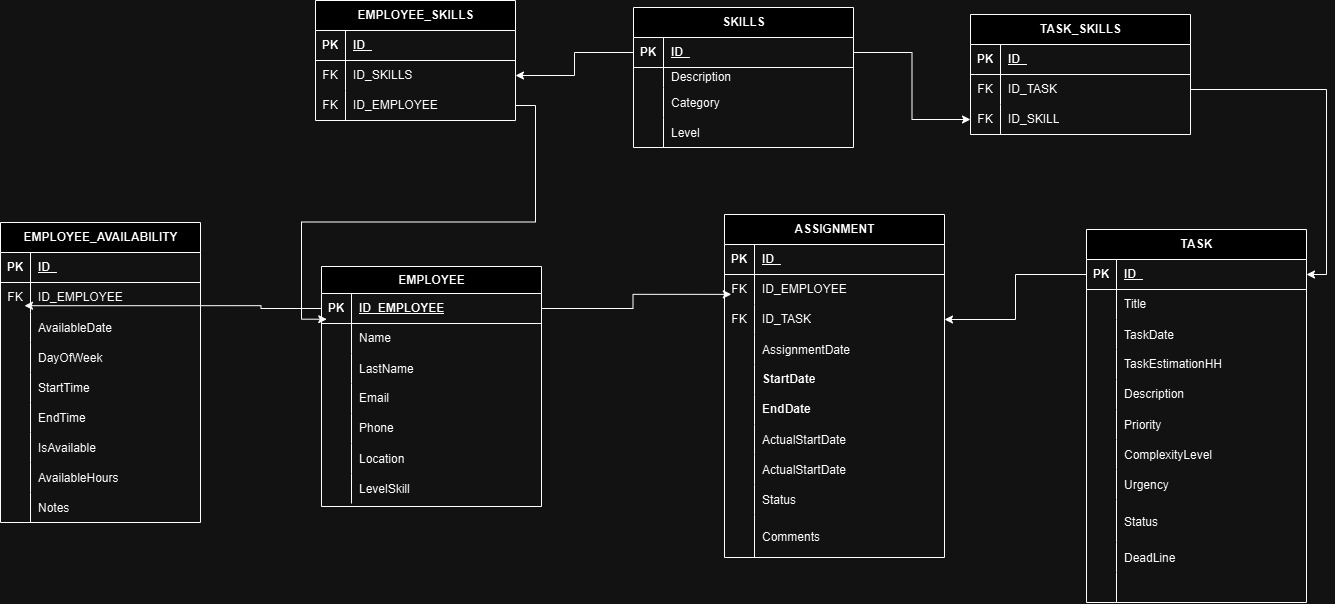 EMPLOYEE_SKILLS
PK ID_
FK ID_SKILLS
FK ID_EMPLOYEE
SKILLS
PK ID_
Description
Category
Level
TASK_SKILLS
PK ID_
FK ID_TASK
FK ID_SKILL
EMPLOYEE_AVAILABILITY
PK ID_
FK ID_EMPLOYEE
AvailableDate
DayOfWeek
StartTime
EndTime
IsAvailable
AvailableHours
Notes
EMPLOYEE
PK ID_EMPLOYEE
Name
LastName
Email
Phone
Location
LevelSkill
ASSIGNMENT
PK ID_
FK ID_EMPLOYEE
FK ID_TASK
AssignmentDate
StartDate
EndDate
ActualStartDate
ActualStartDate
Status
Comments
TASK
PK ID_
Title
TaskDate
TaskEstimationHH
Description
Priority
ComplexityLevel
Urgency
Status
DeadLine